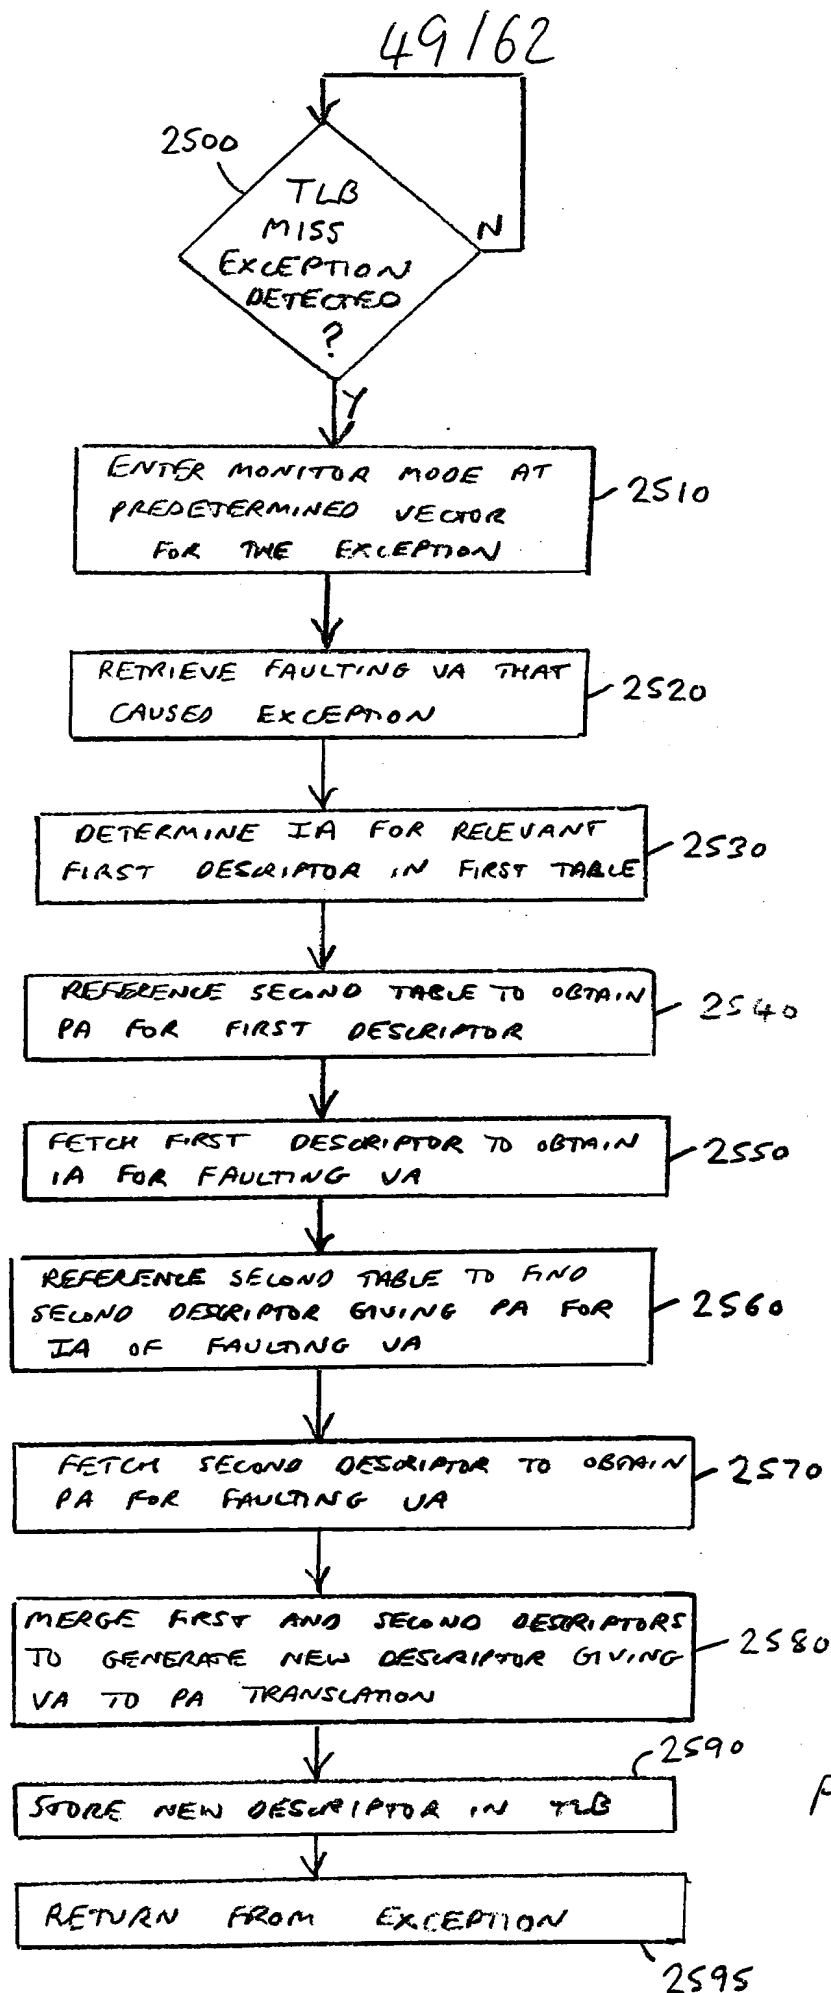 49/62
2500
TLB
MISS
EXCEPTION
DETECTED
?
N
Y
ENTER MONITOR MODE AT
PREDETERMINED VECTOR
FOR THE EXCEPTION
2510
RETRIEVE FAULTING VA THAT
CAUSED EXCEPTION
2520
DETERMINE IA FOR RELEVANT
FIRST DESCRIPTOR IN FIRST TABLE
2530
REFERENCE SECOND TABLE TO OBTAIN
PA FOR FIRST DESCRIPTOR
2540
FETCH FIRST DESCRIPTOR TO OBTAIN
IA FOR FAULTING VA
2550
REFERENCE SECOND TABLE TO FIND
SECOND DESCRIPTOR GIVING PA FOR
IA OF FAULTING VA
2560
FETCH SECOND DESCRIPTOR TO OBTAIN
PA FOR FAULTING VA
2570
MERGE FIRST AND SECOND DESCRIPTORS
TO GENERATE NEW DESCRIPTOR GIVING
VA TO PA TRANSLATION
2580
2590
STORE NEW DESCRIPTOR IN TLB
RETURN FROM EXCEPTION
2595